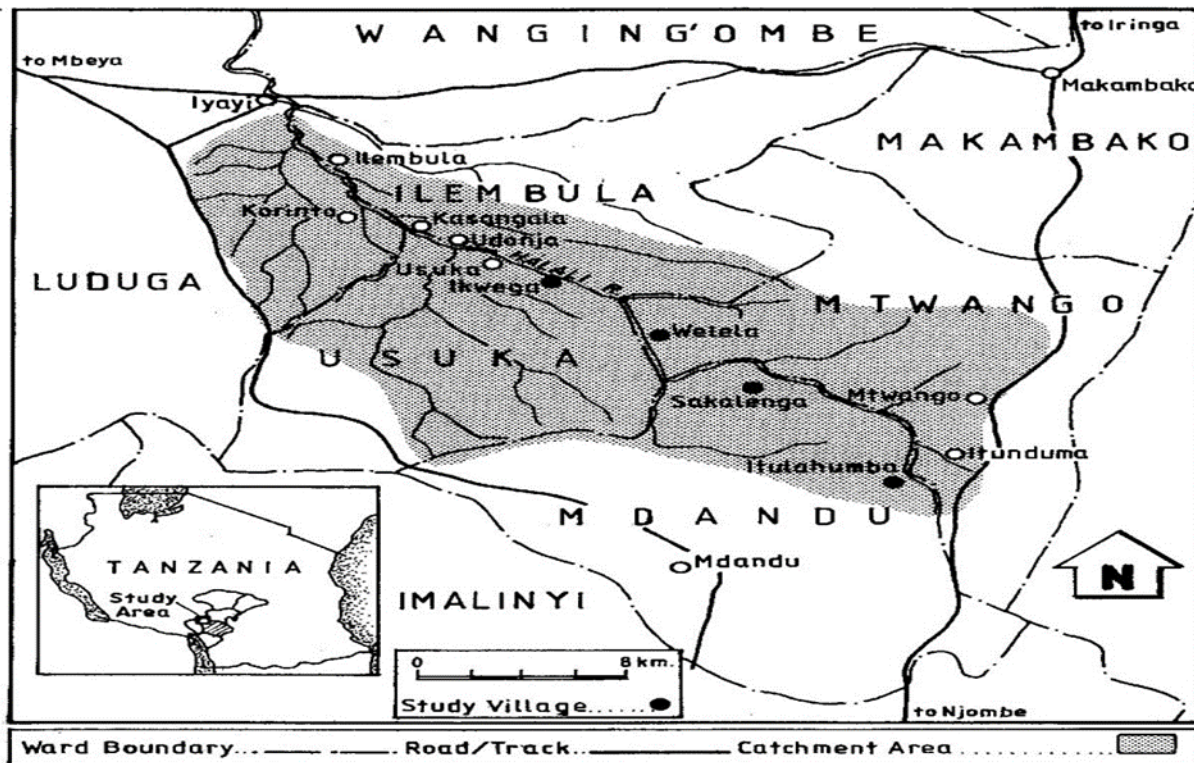 WANGING'OMBE
to Iringa
to Mbeya
Makambako
Iyayi
MAKAMBAKO
Ilembula
ILEMBULA
Korinto
Kasangala
Udonja
HALALI R.
Usuka
Ikwega
LUDUGA
MTWANGO
Wetela
USUKA
Sakalenga
Mtwango
Itunduma
Itulahumba
MDANDU
TANZANIA
Mdandu
N
Study
Area
IMALINYI
0 8 km.
Study Village......
to Njombe
Ward Boundary... Road/Track... Catchment Area ..........